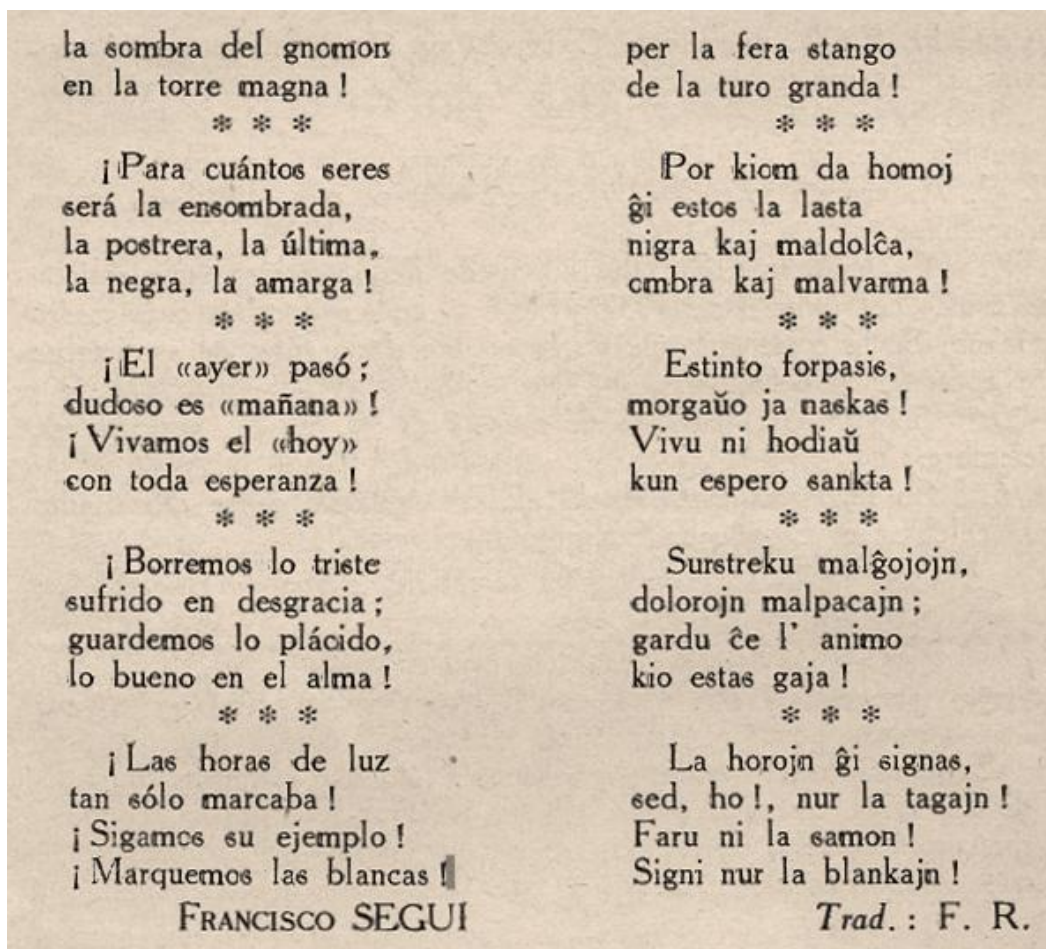 la sombra del gnomon
en la torre magna !
* * *
¡Para cuántos seres
será la ensombrada,
la postrera, la última,
la negra, la amarga !
* * *
¡El «ayer» pasó ;
dudoso es «mañana» !
¡Vivamos el «hoy»
con toda esperanza !
* * *
¡Borremos lo triste
sufrido en desgracia ;
guardemos lo plácido,
lo bueno en el alma !
* * *
¡Las horas de luz
tan sólo marcaba !
¡Sigamos su ejemplo !
¡Marquemos las blancas !
FRANCISCO SEGUI
per la fera stango
de la turo granda !
* * *
Por kiom da homoj
ĝi estos la lasta
nigra kaj maldolĉa,
ombra kaj malvarma !
* * *
Estinto forpasis,
morgaŭo ja naskas !
Vivu ni hodiaŭ
kun espero sankta !
* * *
Surstreku malĝojojn,
dolorojn malpacajn ;
gardu ĉe l' animo
kio estas gaja !
* * *
La horojn ĝi signas,
sed, ho !, nur la tagajn !
Faru ni la samon !
Signi nur la blankajn !
Trad. : F. R.